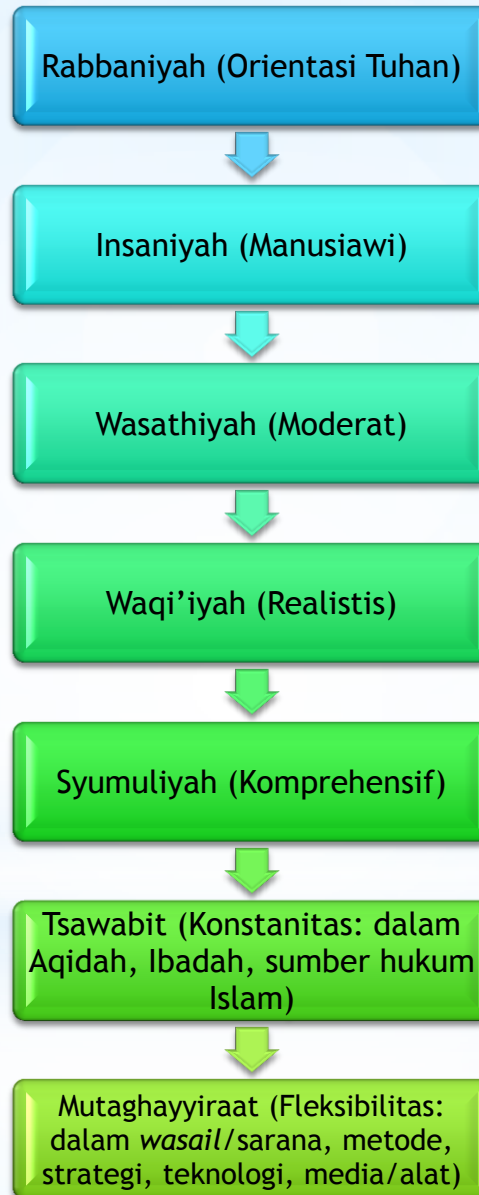 Rabbaniyah (Orientasi Tuhan)
Insaniyah (Manusiawi)
Wasathiyah (Moderat)
Waqi’iyah (Realistis)
Syumuliyah (Komprehensif)
Tsawabit (Konstanitas: dalam
Aqidah, Ibadah, sumber hukum
Islam)
Mutaghayyiraat (Fleksibilitas:
dalam wasail/sarana, metode,
strategi, teknologi, media/alat)